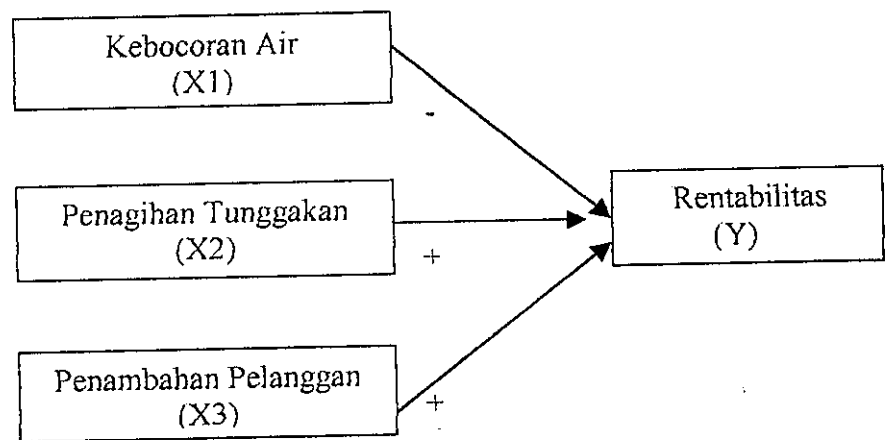 Kebocoran Air
(X1)
-
Penagihan Tunggakan
(X2)
+
Penambahan Pelanggan
(X3)
+
Rentabilitas
(Y)